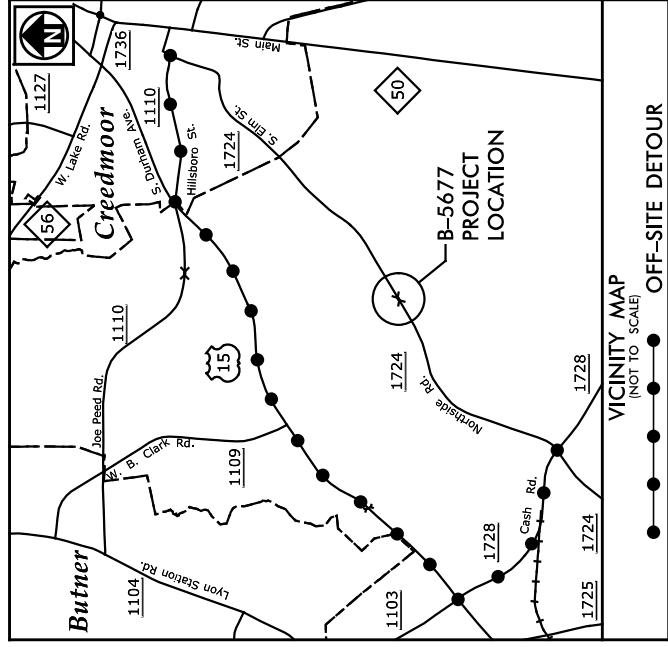 N
1127
W. Lake Rd.
1736
Main St.
56
Creedmoor
S. Durham Ave.
1110
Hillsboro St.
1724
S. Elm St.
50
1110
15
B-5677
PROJECT
LOCATION
Joe Peed Rd.
W. B. Clark Rd.
1109
1724
Northside Rd.
1728
Butner
1104
Lyon Station Rd.
1103
1728
Cash Rd.
1724
1725
VICINITY MAP
(NOT TO SCALE)
OFF-SITE DETOUR